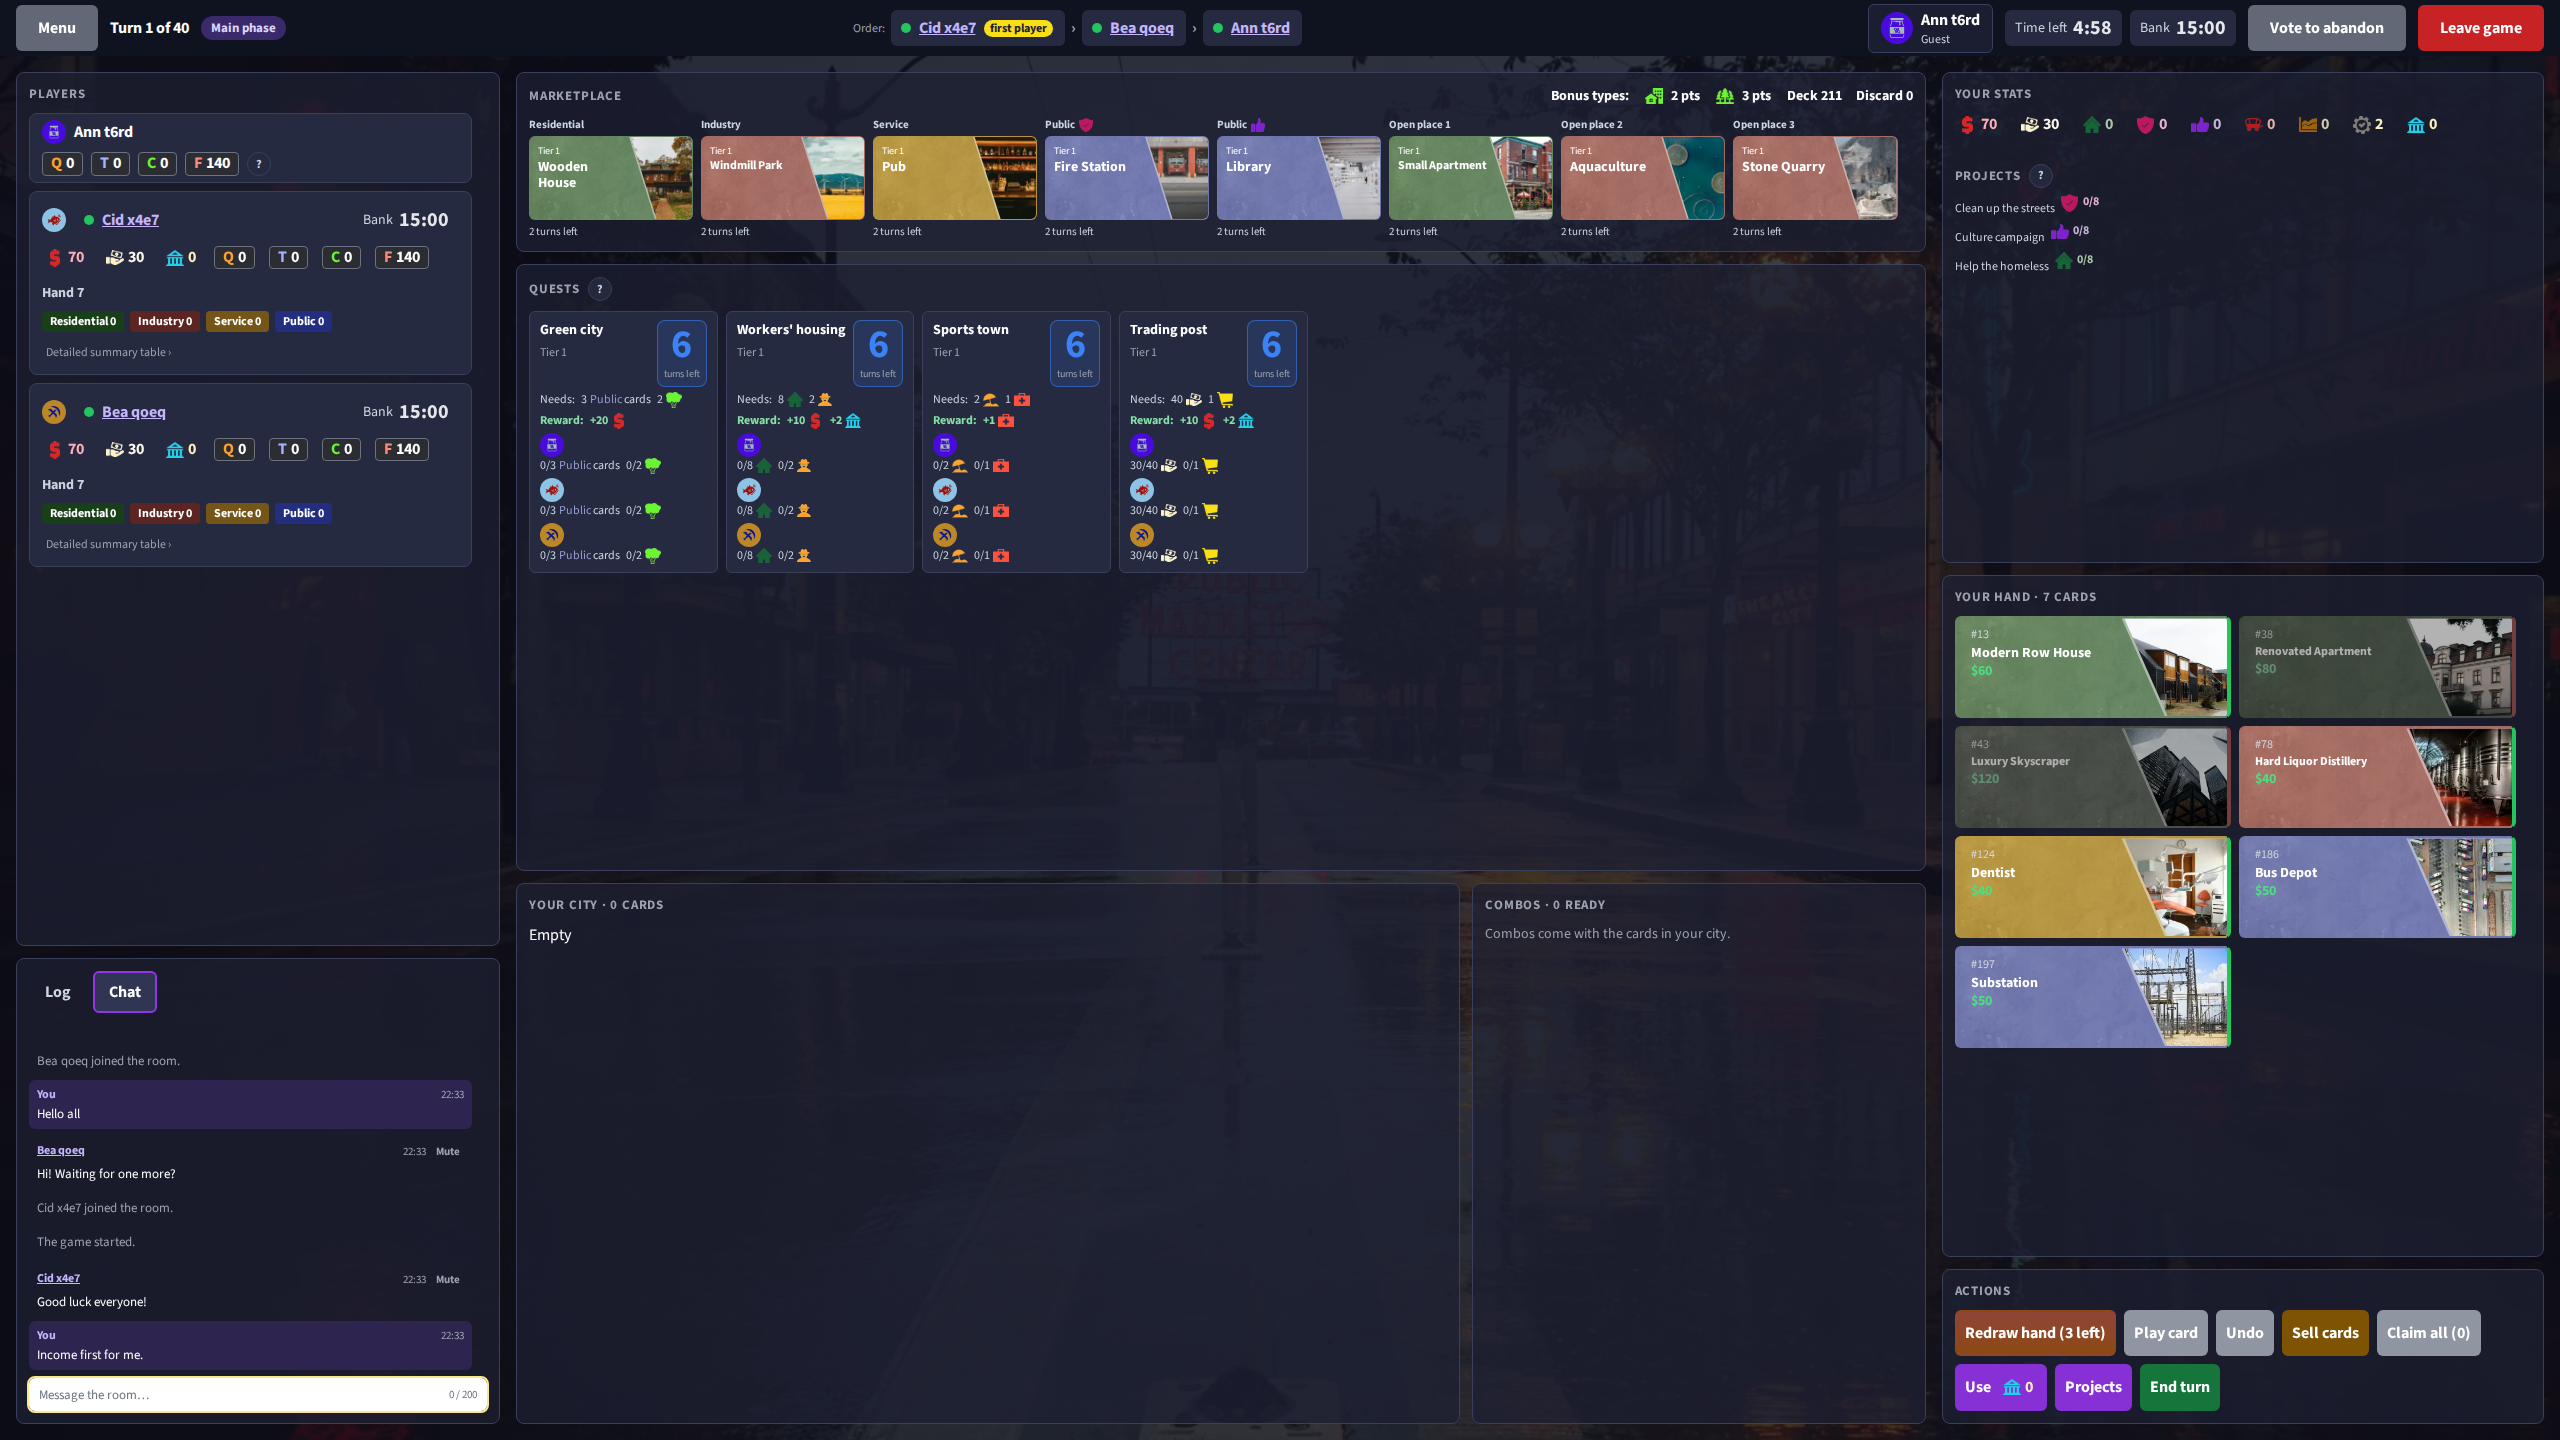 Menu
Turn 1 of 40
Main phase
Order:
Cid x4e7 first player › Bea qoeq › Ann t6rd
Ann t6rd
Guest
Time left 4:58
Bank 15:00
Vote to abandon
Leave game
PLAYERS
Ann t6rd
Q 0 T 0 C 0 F 140 ?
Cid x4e7
Bank 15:00
70 30 0 Q 0 T 0 C 0 F 140
Hand 7
Residential 0 Industry 0 Service 0 Public 0
Detailed summary table ›
Bea qoeq
Bank 15:00
70 30 0 Q 0 T 0 C 0 F 140
Hand 7
Residential 0 Industry 0 Service 0 Public 0
Detailed summary table ›
Log
Chat
Bea qoeq joined the room.
You 22:33
Hello all
Bea qoeq 22:33 Mute
Hi! Waiting for one more?
Cid x4e7 joined the room.
The game started.
Cid x4e7 22:33 Mute
Good luck everyone!
You 22:33
Income first for me.
Message the room… 0 / 200
MARKETPLACE
Bonus types: 2 pts 3 pts Deck 211 Discard 0
Residential
Tier 1
Wooden
House
2 turns left
Industry
Tier 1
Windmill Park
2 turns left
Service
Tier 1
Pub
2 turns left
Public
Tier 1
Fire Station
2 turns left
Public
Tier 1
Library
2 turns left
Open place 1
Tier 1
Small Apartment
2 turns left
Open place 2
Tier 1
Aquaculture
2 turns left
Open place 3
Tier 1
Stone Quarry
2 turns left
QUESTS ?
Green city
Tier 1
6
turns left
Needs: 3 Public cards 2
Reward: +20 $
0/3 Public cards 0/2
0/3 Public cards 0/2
0/3 Public cards 0/2
Workers' housing
Tier 1
6
turns left
Needs: 8 2
Reward: +10 $ +2
0/8 0/2
0/8 0/2
0/8 0/2
Sports town
Tier 1
6
turns left
Needs: 2 1
Reward: +1
0/2 0/1
0/2 0/1
0/2 0/1
Trading post
Tier 1
6
turns left
Needs: 40 1
Reward: +10 $ +2
30/40 0/1
30/40 0/1
30/40 0/1
YOUR CITY · 0 CARDS
Empty
COMBOS · 0 READY
Combos come with the cards in your city.
YOUR STATS
$ 70 30 0 0 0 0 0 2 0
PROJECTS ?
Clean up the streets 0/8
Culture campaign 0/8
Help the homeless 0/8
YOUR HAND · 7 CARDS
#13
Modern Row House
$60
#38
Renovated Apartment
$80
#43
Luxury Skyscraper
$120
#78
Hard Liquor Distillery
$40
#124
Dentist
$40
#186
Bus Depot
$50
#197
Substation
$50
ACTIONS
Redraw hand (3 left)
Play card
Undo
Sell cards
Claim all (0)
Use 0
Projects
End turn